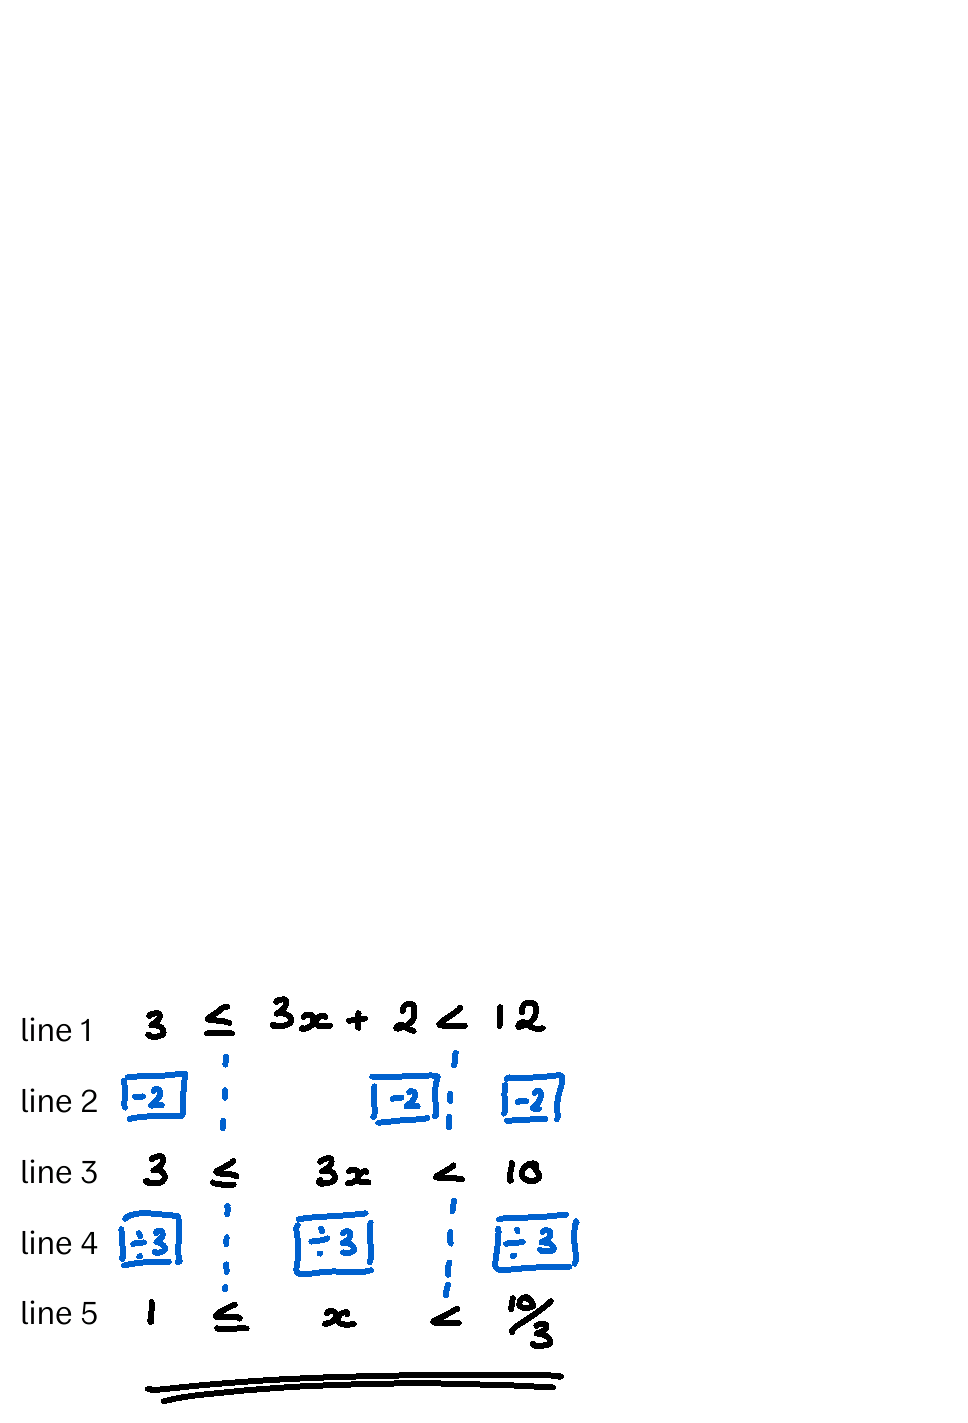 line 1 3 ≤ 3x + 2 < 12
line 2 -2 -2 -2
line 3 3 ≤ 3x < 10
line 4 ÷3 ÷3 ÷3
line 5 1 ≤ x < 10/3